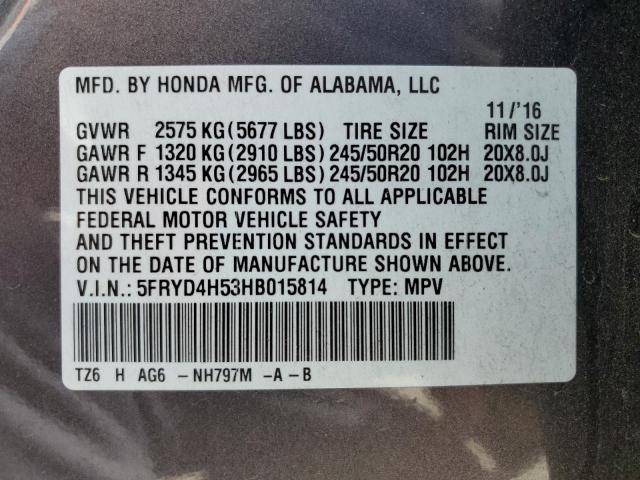 MFD. BY HONDA MFG. OF ALABAMA, LLC
11/'16
GVWR 2575 KG(5677 LBS) TIRE SIZE RIM SIZE
GAWR F 1320 KG(2910 LBS) 245/50R20 102H 20X8.0J
GAWR R 1345 KG(2965 LBS) 245/50R20 102H 20X8.0J
THIS VEHICLE CONFORMS TO ALL APPLICABLE
FEDERAL MOTOR VEHICLE SAFETY
AND THEFT PREVENTION STANDARDS IN EFFECT
ON THE DATE OF MANUFACTURE SHOWN ABOVE.
V.I.N.: 5FRYD4H53HB015814 TYPE: MPV
TZ6 H AG6 -NH797M -A-B